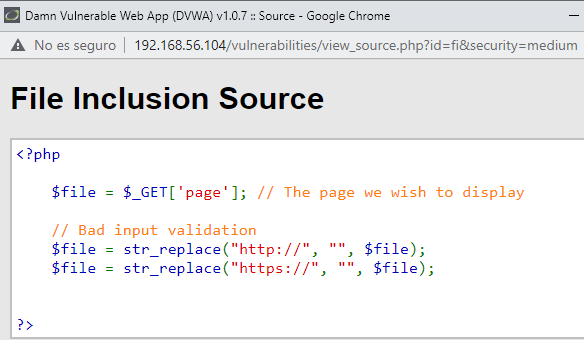 Damn Vulnerable Web App (DVWA) v1.0.7 :: Source - Google Chrome
No es seguro | 192.168.56.104/vulnerabilities/view_source.php?id=fi&security=medium
File Inclusion Source
<?php
$file = $_GET['page']; // The page we wish to display
// Bad input validation
$file = str_replace("http://", "", $file);
$file = str_replace("https://", "", $file);
?>